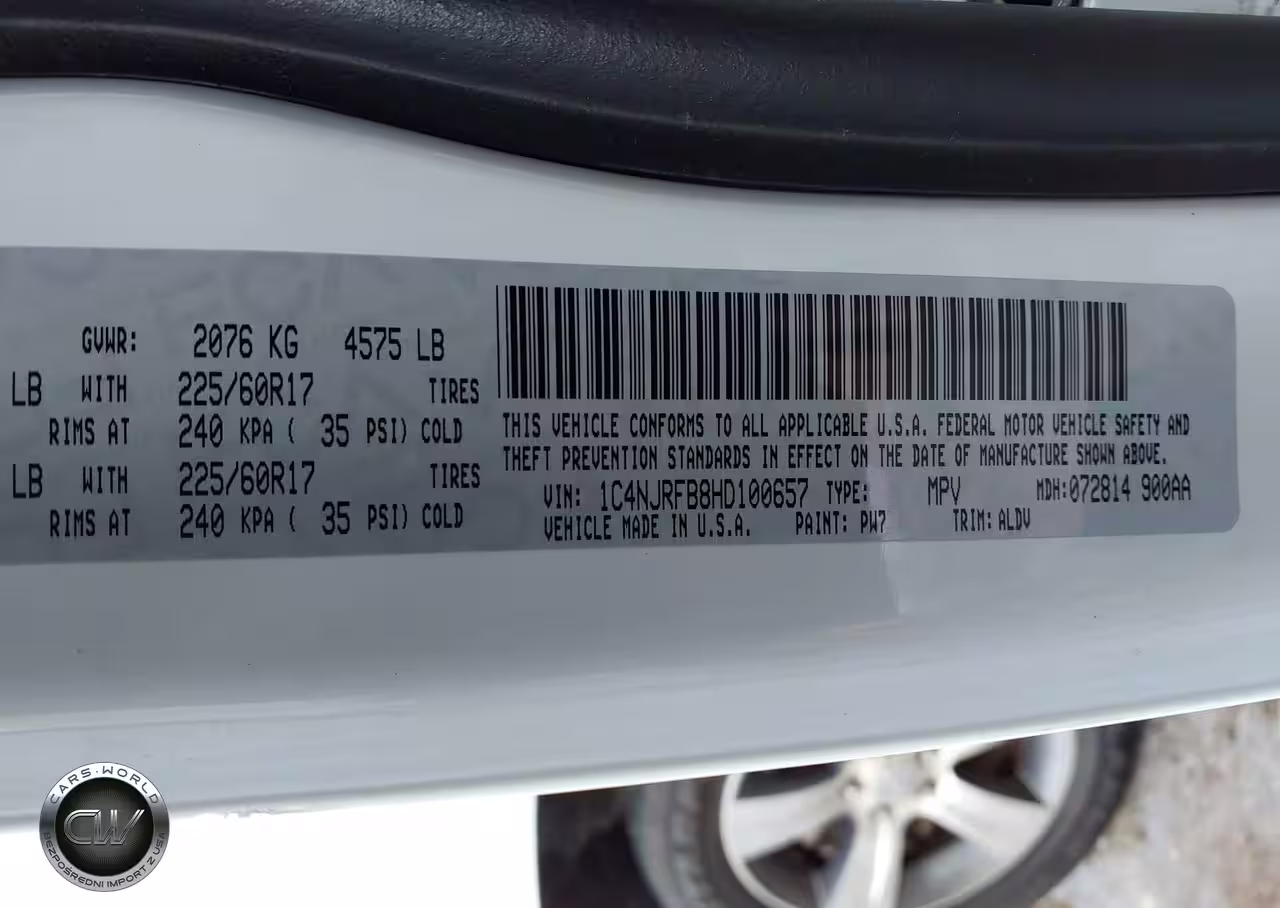 GVWR: 2076 KG 4575 LB
LB WITH 225/60R17 TIRES
RIMS AT 240 KPA ( 35 PSI) COLD
LB WITH 225/60R17 TIRES
RIMS AT 240 KPA ( 35 PSI) COLD
THIS VEHICLE CONFORMS TO ALL APPLICABLE U.S.A. FEDERAL MOTOR VEHICLE SAFETY AND
THEFT PREVENTION STANDARDS IN EFFECT ON THE DATE OF MANUFACTURE SHOWN ABOVE.
VIN: 1C4NJRFB8HD100657 TYPE: MPV MDH:072814 900AA
VEHICLE MADE IN U.S.A. PAINT: PW7 TRIM: ALDV
CARS·WORLD
CW
BEZPOŚREDNI IMPORT Z USA